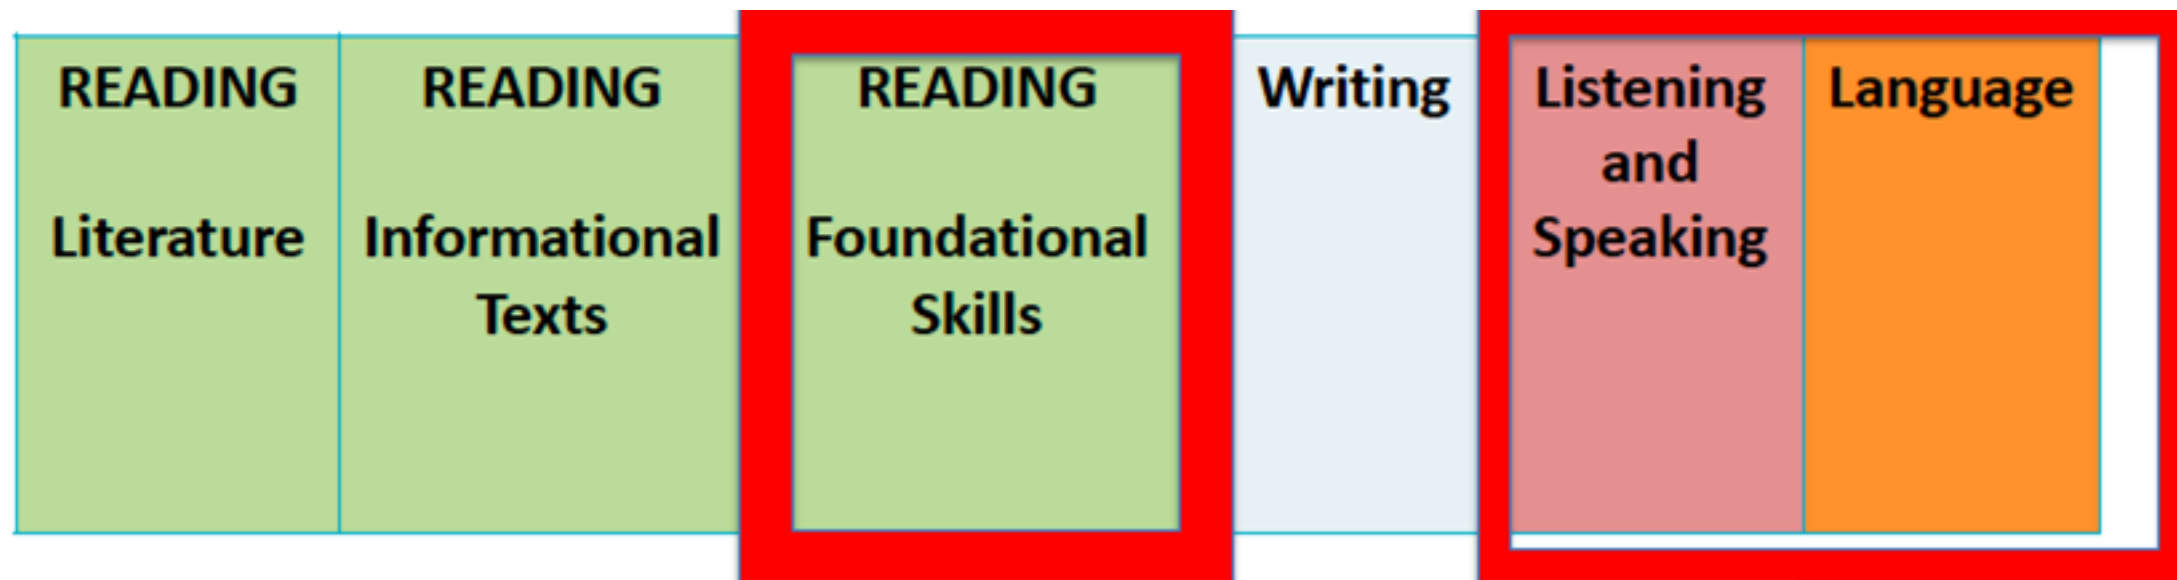 READING
Literature
READING
Informational
Texts
READING
Foundational
Skills
Writing
Listening
and
Speaking
Language